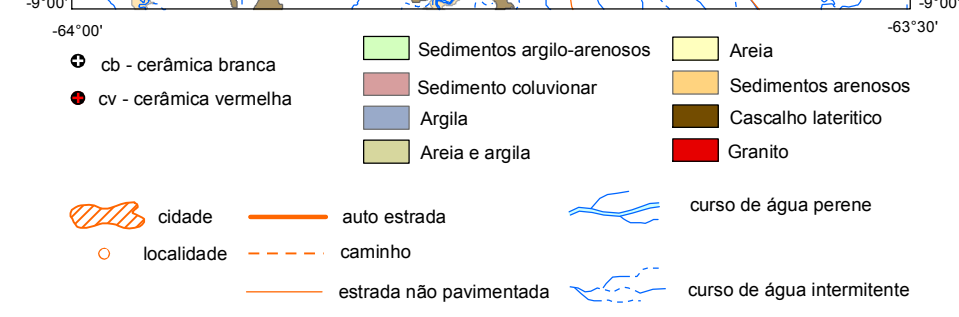 -9°00'
-9°00'
-64°00'
-63°30'
cb - cerâmica branca
cv - cerâmica vermelha
Sedimentos argilo-arenosos
Sedimento coluvionar
Argila
Areia e argila
Areia
Sedimentos arenosos
Cascalho lateritico
Granito
cidade
localidade
auto estrada
caminho
estrada não pavimentada
curso de água perene
curso de água intermitente